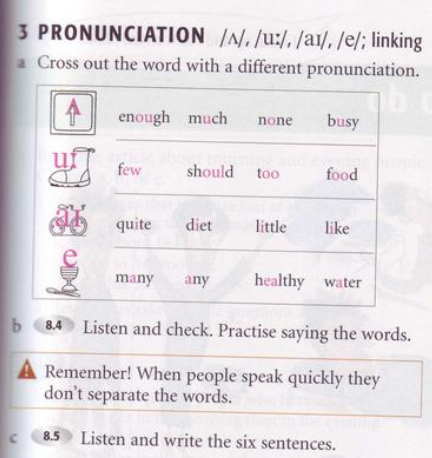 3 PRONUNCIATION /ʌ/, /uː/, /aɪ/, /e/; linking
a Cross out the word with a different pronunciation.
ʌ enough much none busy
uː few should too food
aɪ quite diet little like
e many any healthy water
b 8.4 Listen and check. Practise saying the words.
Remember! When people speak quickly they
don't separate the words.
c 8.5 Listen and write the six sentences.